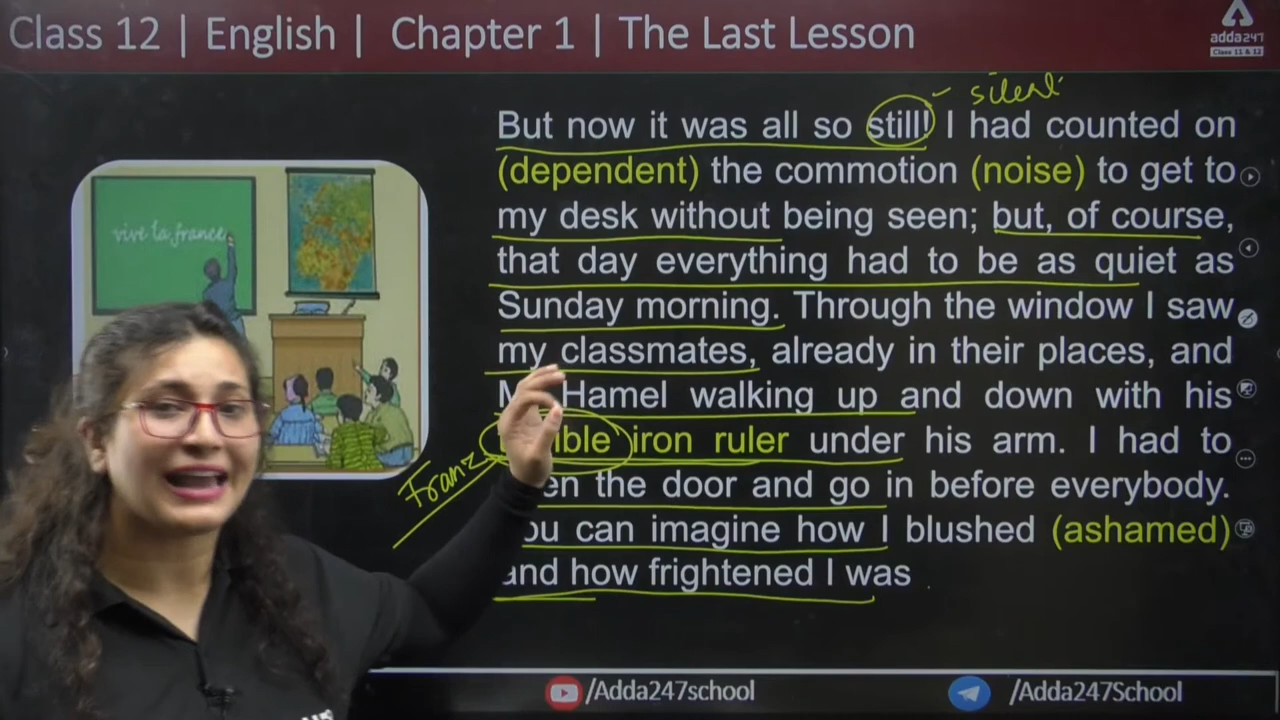 Class 12 | English | Chapter 1 | The Last Lesson
adda247
Class 11 & 12
silent
But now it was all so still! I had counted on
(dependent) the commotion (noise) to get to
my desk without being seen; but, of course,
that day everything had to be as quiet as
Sunday morning. Through the window I saw
my classmates, already in their places, and
M Hamel walking up and down with his
ible iron ruler under his arm. I had to
Franz
en the door and go in before everybody.
ou can imagine how I blushed (ashamed)
and how frightened I was
vive la france
/Adda247school
/Adda247School